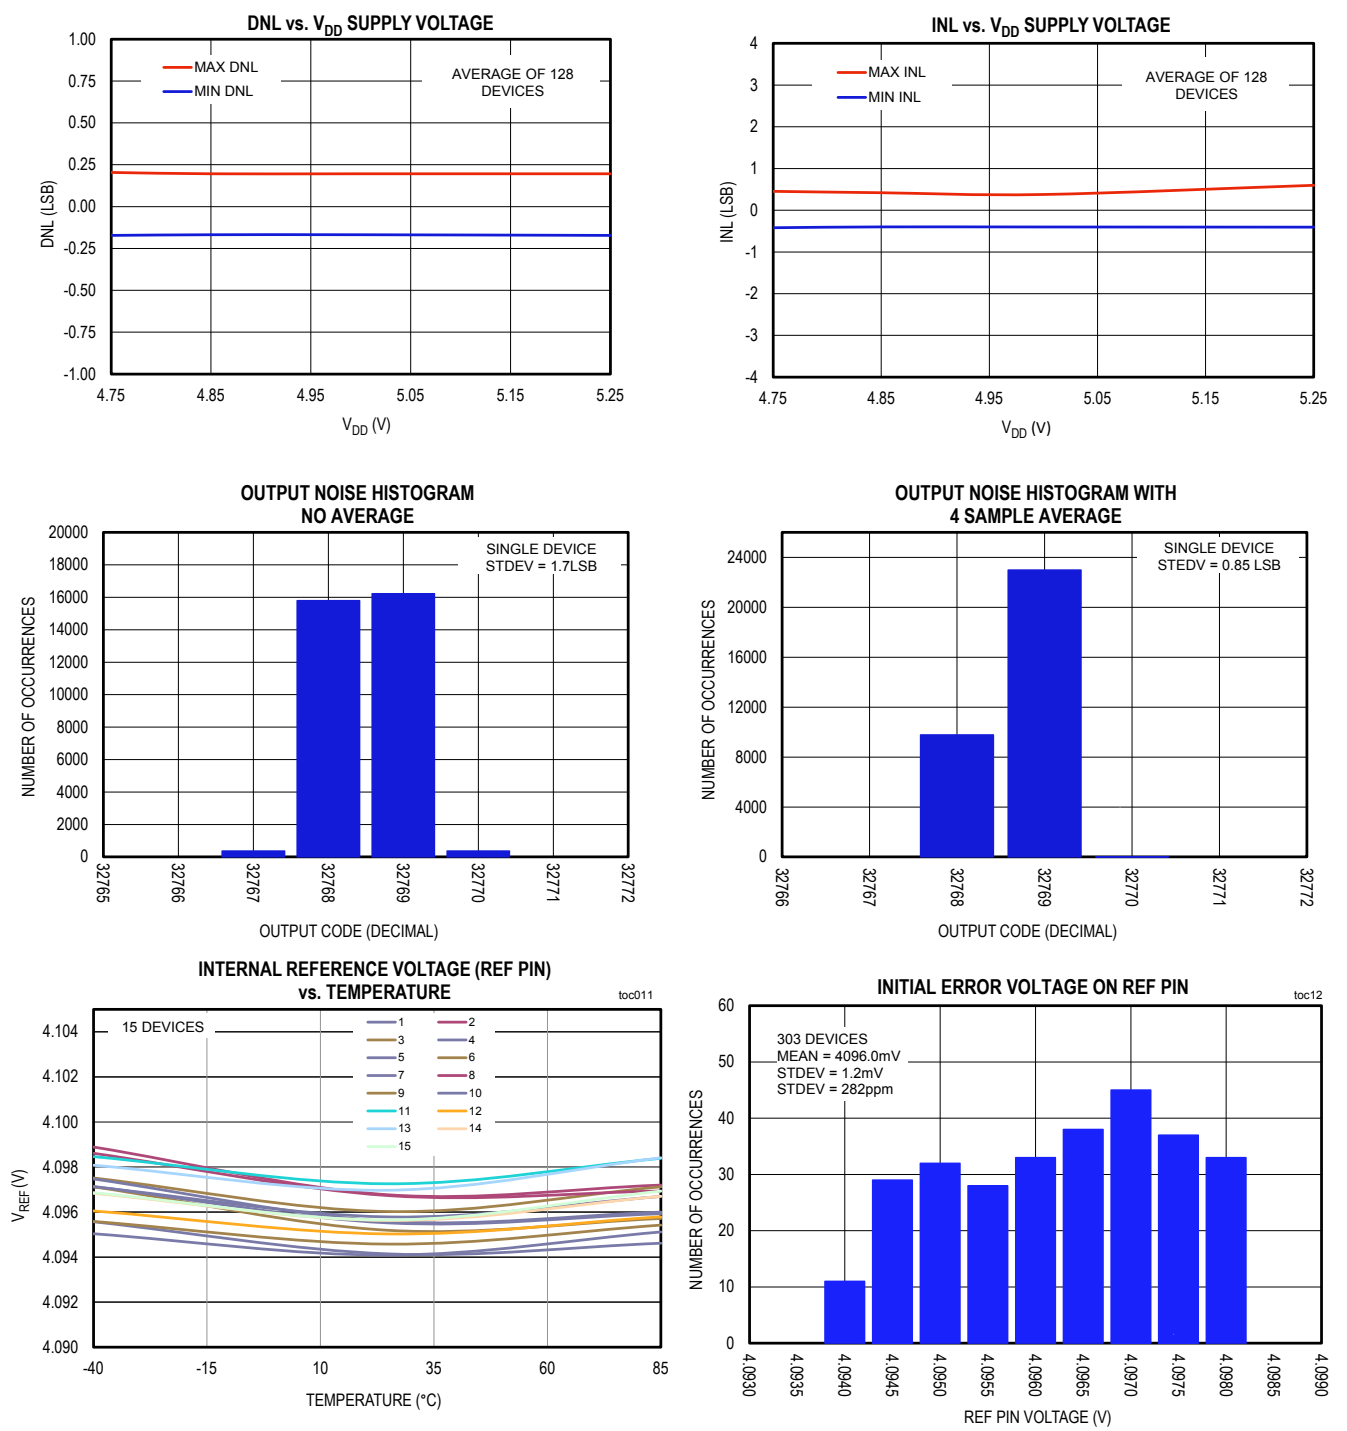 DNL vs. VDD SUPPLY VOLTAGE
1.00
0.75
0.50
0.25
0.00
-0.25
-0.50
-0.75
-1.00
DNL (LSB)
MAX DNL
MIN DNL
AVERAGE OF 128
DEVICES
4.75 4.85 4.95 5.05 5.15 5.25
VDD (V)
INL vs. VDD SUPPLY VOLTAGE
4
3
2
1
0
-1
-2
-3
-4
INL (LSB)
MAX INL
MIN INL
AVERAGE OF 128
DEVICES
4.75 4.85 4.95 5.05 5.15 5.25
VDD (V)
OUTPUT NOISE HISTOGRAM
NO AVERAGE
20000
18000
16000
14000
12000
10000
8000
6000
4000
2000
0
NUMBER OF OCCURRENCES
SINGLE DEVICE
STDEV = 1.7LSB
32765 32766 32767 32768 32769 32770 32771 32772
OUTPUT CODE (DECIMAL)
OUTPUT NOISE HISTOGRAM WITH
4 SAMPLE AVERAGE
24000
20000
16000
12000
8000
4000
0
NUMBER OF OCCURRENCES
SINGLE DEVICE
STEDV = 0.85 LSB
32766 32767 32768 32769 32770 32771 32772
OUTPUT CODE (DECIMAL)
INTERNAL REFERENCE VOLTAGE (REF PIN)
vs. TEMPERATURE
toc011
4.104
4.102
4.100
4.098
4.096
4.094
4.092
4.090
VREF (V)
15 DEVICES
1 2
3 4
5 6
7 8
9 10
11 12
13 14
15
-40 -15 10 35 60 85
TEMPERATURE (°C)
INITIAL ERROR VOLTAGE ON REF PIN
toc12
60
50
40
30
20
10
0
NUMBER OF OCCURRENCES
303 DEVICES
MEAN = 4096.0mV
STDEV = 1.2mV
STDEV = 282ppm
4.0930 4.0935 4.0940 4.0945 4.0950 4.0955 4.0960 4.0965 4.0970 4.0975 4.0980 4.0985 4.0990
REF PIN VOLTAGE (V)